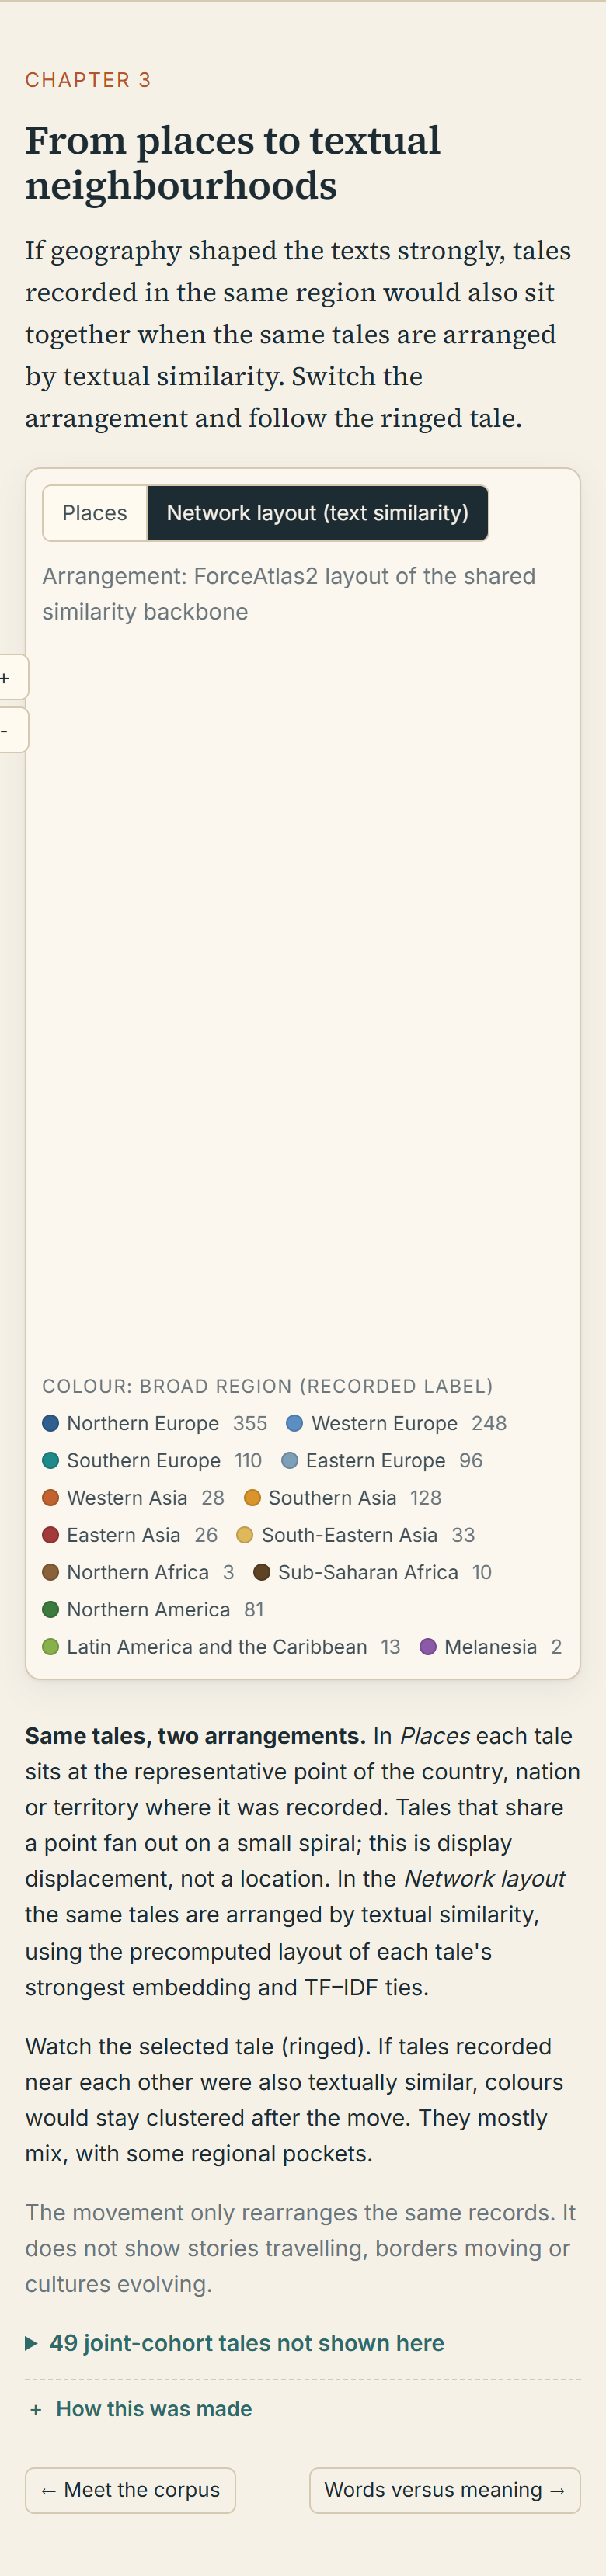 CHAPTER 3
From places to textual
neighbourhoods
If geography shaped the texts strongly, tales
recorded in the same region would also sit
together when the same tales are arranged
by textual similarity. Switch the
arrangement and follow the ringed tale.
Places Network layout (text similarity)
Arrangement: ForceAtlas2 layout of the shared
similarity backbone
+
-
COLOUR: BROAD REGION (RECORDED LABEL)
Northern Europe 355 Western Europe 248
Southern Europe 110 Eastern Europe 96
Western Asia 28 Southern Asia 128
Eastern Asia 26 South-Eastern Asia 33
Northern Africa 3 Sub-Saharan Africa 10
Northern America 81
Latin America and the Caribbean 13 Melanesia 2
Same tales, two arrangements. In Places each tale
sits at the representative point of the country, nation
or territory where it was recorded. Tales that share
a point fan out on a small spiral; this is display
displacement, not a location. In the Network layout
the same tales are arranged by textual similarity,
using the precomputed layout of each tale's
strongest embedding and TF–IDF ties.
Watch the selected tale (ringed). If tales recorded
near each other were also textually similar, colours
would stay clustered after the move. They mostly
mix, with some regional pockets.
The movement only rearranges the same records. It
does not show stories travelling, borders moving or
cultures evolving.
▶ 49 joint-cohort tales not shown here
+ How this was made
← Meet the corpus Words versus meaning →